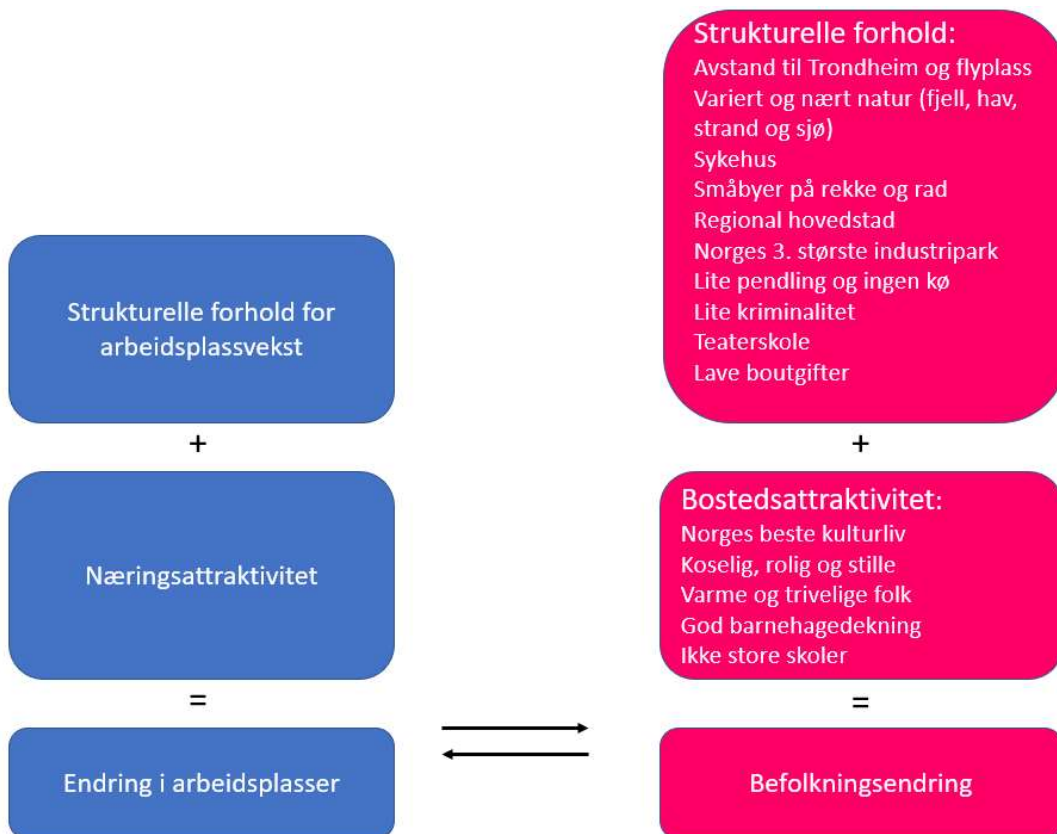 Strukturelle forhold for
arbeidsplassvekst
+
Næringsattraktivitet
=
Endring i arbeidsplasser
Strukturelle forhold:
Avstand til Trondheim og flyplass
Variert og nært natur (fjell, hav,
strand og sjø)
Sykehus
Småbyer på rekke og rad
Regional hovedstad
Norges 3. største industripark
Lite pendling og ingen kø
Lite kriminalitet
Teaterskole
Lave boutgifter
+
Bostedsattraktivitet:
Norges beste kulturliv
Koselig, rolig og stille
Varme og trivelige folk
God barnehagedekning
Ikke store skoler
=
Befolkningsendring